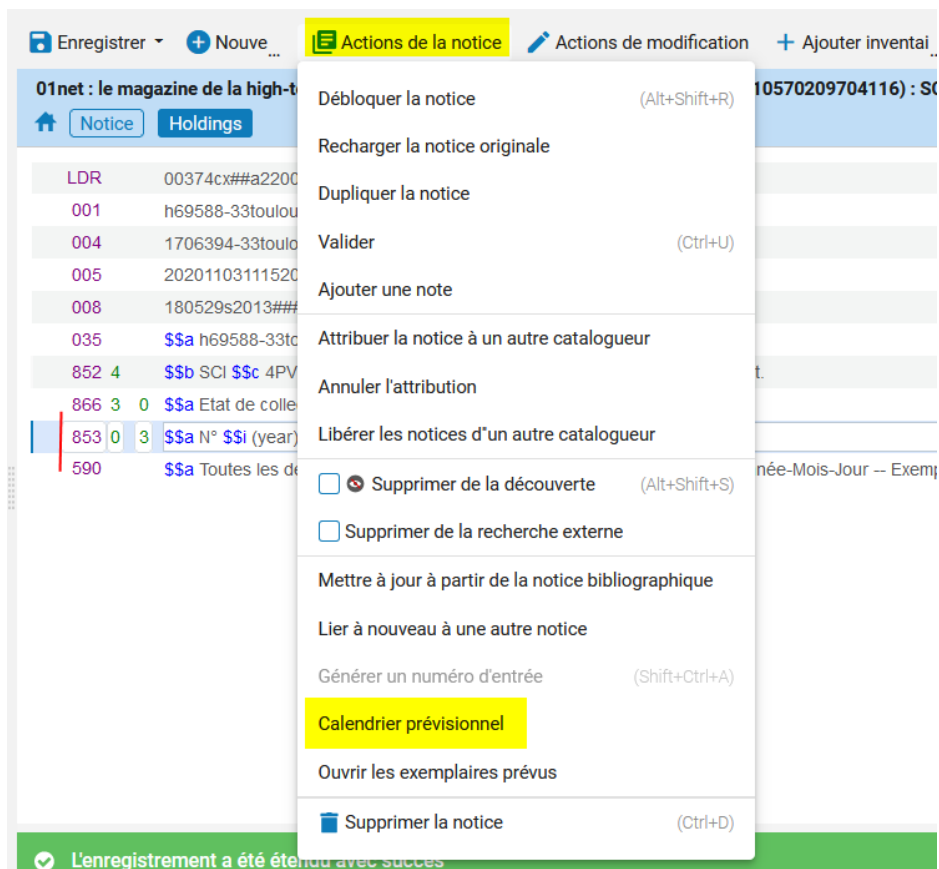 Enregistrer Nouve... Actions de la notice Actions de modification Ajouter inventai...
01net : le magazine de la high-t 10570209704116) : SC
Notice Holdings
Débloquer la notice (Alt+Shift+R)
Recharger la notice originale
Dupliquer la notice
Valider (Ctrl+U)
Ajouter une note
Attribuer la notice à un autre catalogueur
Annuler l'attribution
Libérer les notices d"un autre catalogueur
Supprimer de la découverte (Alt+Shift+S)
Supprimer de la recherche externe
Mettre à jour à partir de la notice bibliographique
Lier à nouveau à une autre notice
Générer un numéro d'entrée (Shift+Ctrl+A)
Calendrier prévisionnel
Ouvrir les exemplaires prévus
Supprimer la notice (Ctrl+D)
LDR 00374cx##a2200
001 h69588-33toulou
004 1706394-33toulo
005 20201103111520
008 180529s2013###
035 $$a h69588-33to
852 4 $$b SCI $$c 4PV t.
866 3 0 $$a Etat de colle
853 0 3 $$a N° $$i (year)
590 $$a Toutes les de née-Mois-Jour -- Exemp
L'enregistrement a été étendu avec succès